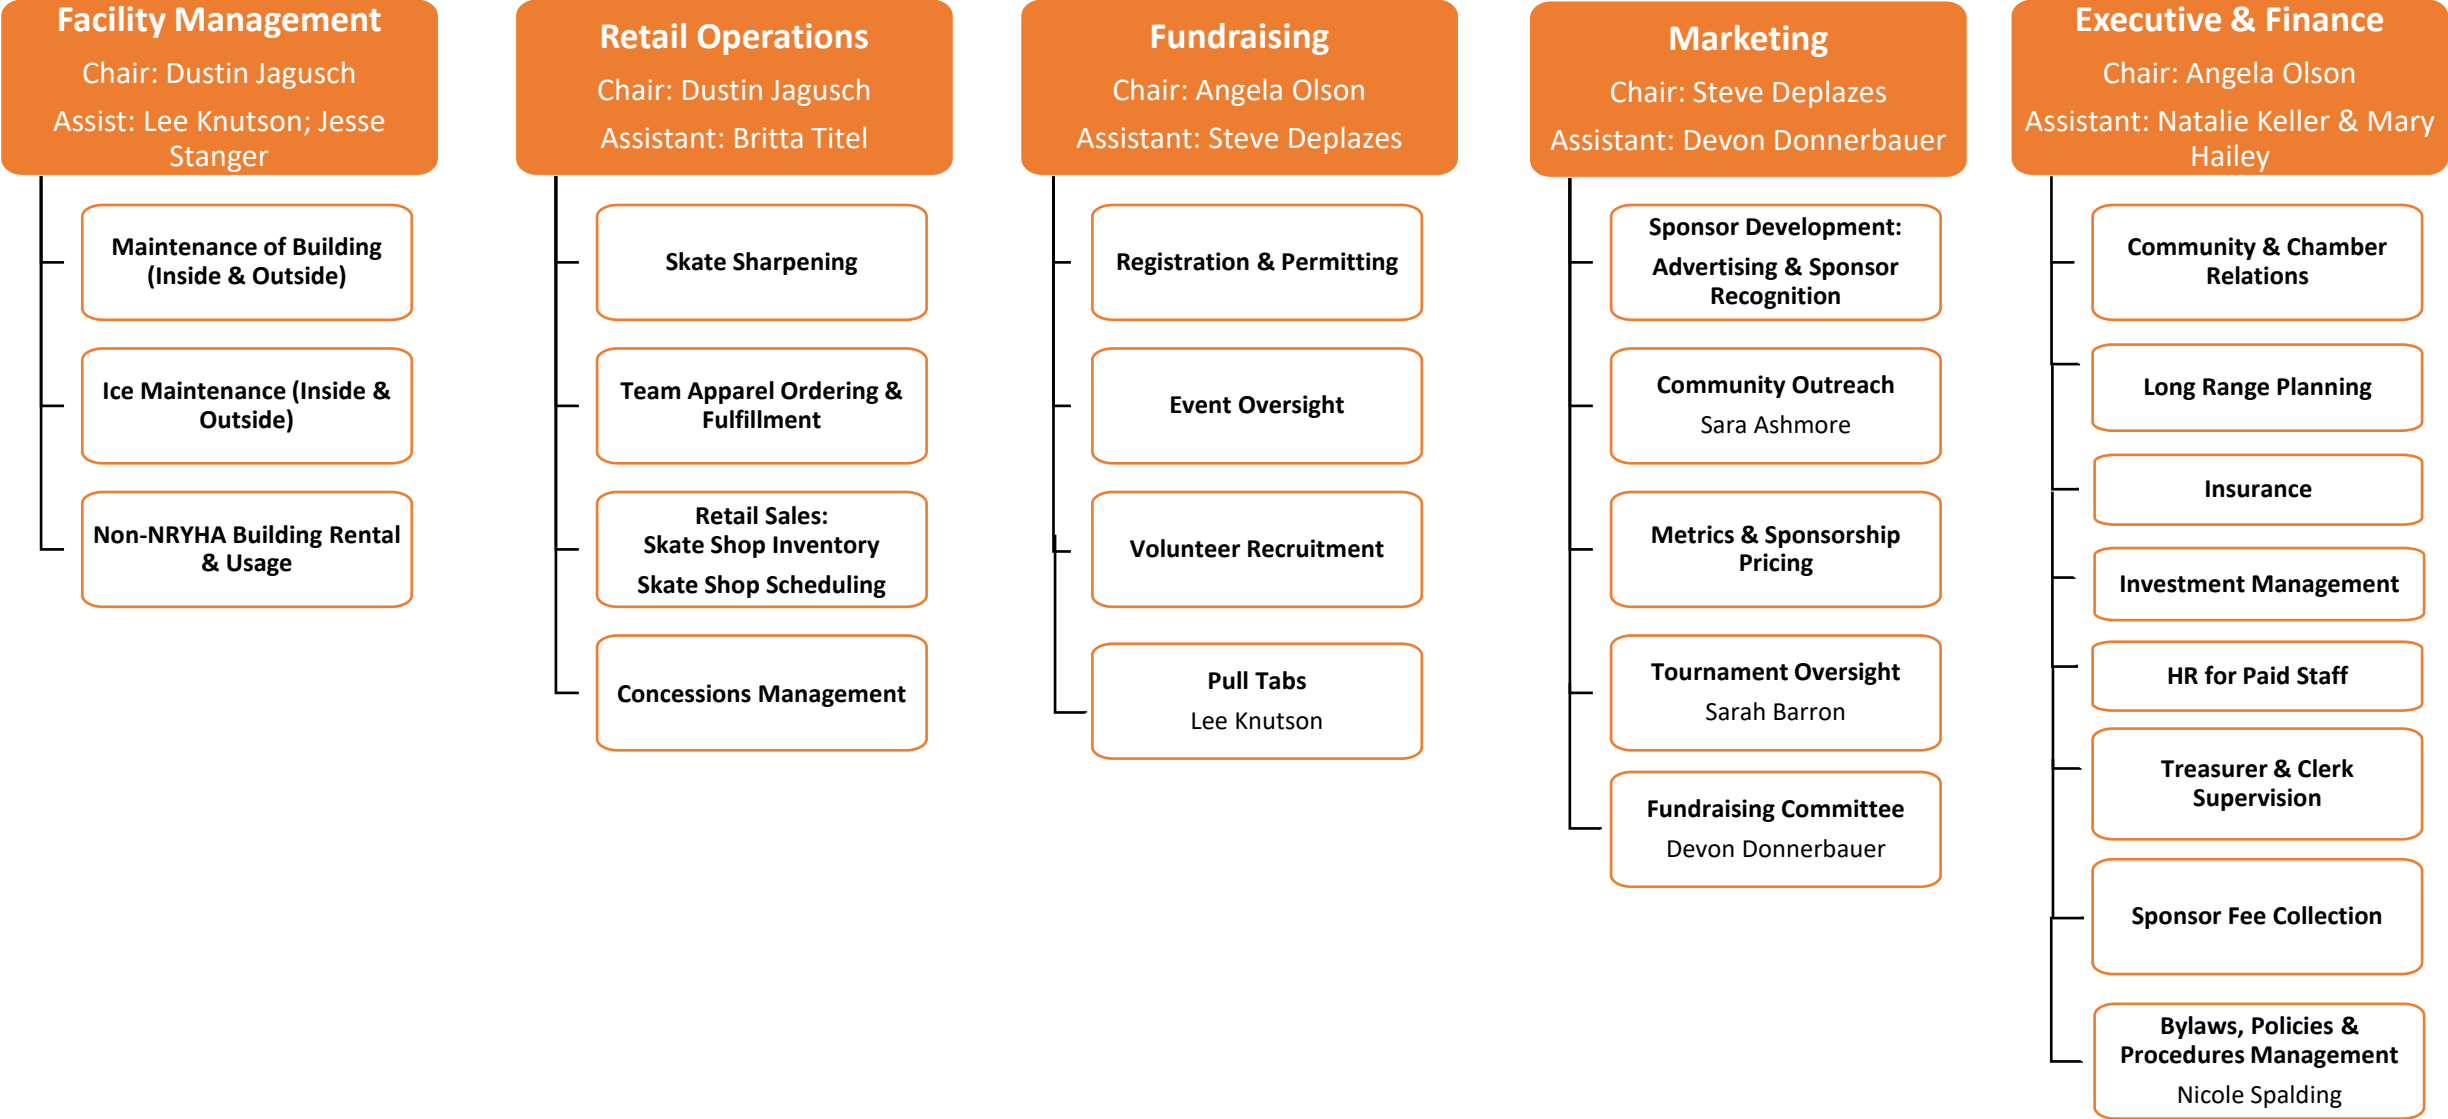 Facility Management
Chair: Dustin Jagusch
Assist: Lee Knutson; Jesse
Stanger
Maintenance of Building
(Inside & Outside)
Ice Maintenance (Inside &
Outside)
Non-NRYHA Building Rental
& Usage
Retail Operations
Chair: Dustin Jagusch
Assistant: Britta Titel
Skate Sharpening
Team Apparel Ordering &
Fulfillment
Retail Sales:
Skate Shop Inventory
Skate Shop Scheduling
Concessions Management
Fundraising
Chair: Angela Olson
Assistant: Steve Deplazes
Registration & Permitting
Event Oversight
Volunteer Recruitment
Pull Tabs
Lee Knutson
Marketing
Chair: Steve Deplazes
Assistant: Devon Donnerbauer
Sponsor Development:
Advertising & Sponsor
Recognition
Community Outreach
Sara Ashmore
Metrics & Sponsorship
Pricing
Tournament Oversight
Sarah Barron
Fundraising Committee
Devon Donnerbauer
Executive & Finance
Chair: Angela Olson
Assistant: Natalie Keller & Mary
Hailey
Community & Chamber
Relations
Long Range Planning
Insurance
Investment Management
HR for Paid Staff
Treasurer & Clerk
Supervision
Sponsor Fee Collection
Bylaws, Policies &
Procedures Management
Nicole Spalding